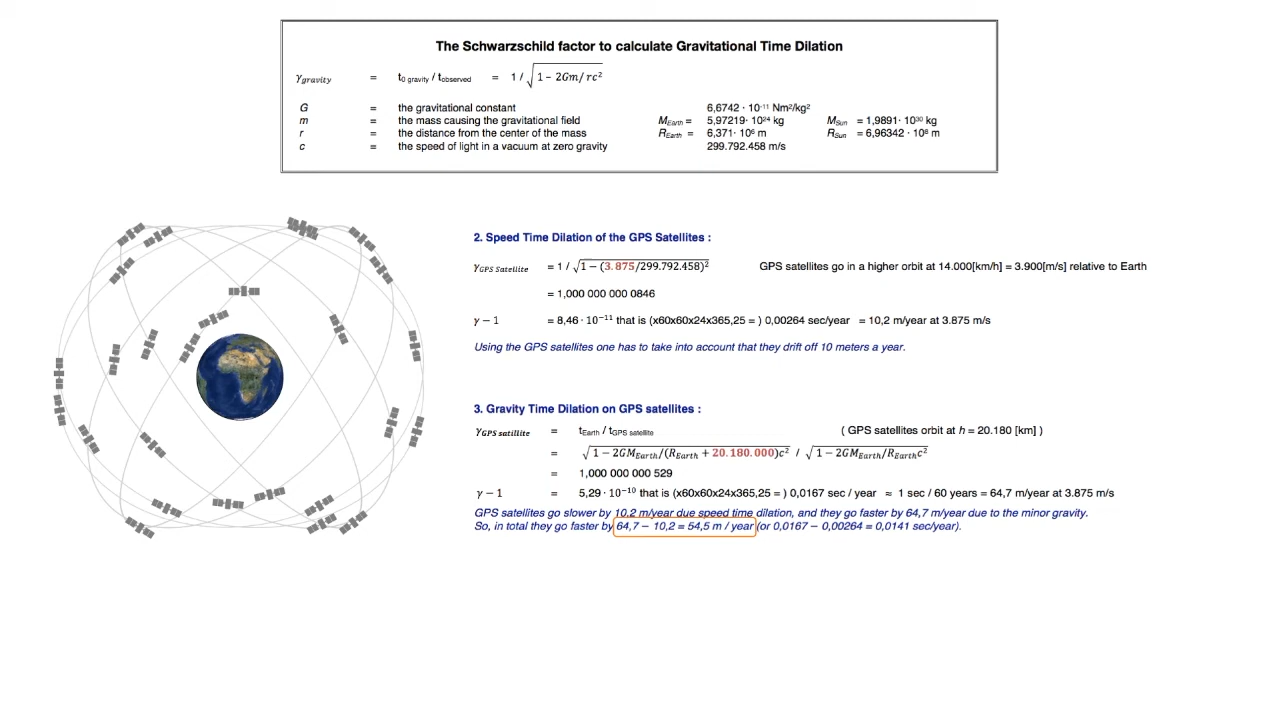 The Schwarzschild factor to calculate Gravitational Time Dilation
γgravity = t0 gravity / tobserved = 1 / √1 − 2Gm/rc²
G = the gravitational constant 6,6742 · 10⁻¹¹ Nm²/kg²
m = the mass causing the gravitational field MEarth = 5,97219· 10²⁴ kg MSun = 1,9891· 10³⁰ kg
r = the distance from the center of the mass REarth = 6,371· 10⁶ m RSun = 6,96342 · 10⁸ m
c = the speed of light in a vacuum at zero gravity 299.792.458 m/s
2. Speed Time Dilation of the GPS Satellites :
γGPS Satellite = 1 / √1 − (3.875/299.792.458)² GPS satellites go in a higher orbit at 14.000[km/h] = 3.900[m/s] relative to Earth
= 1,000 000 000 0846
γ − 1 = 8,46 · 10⁻¹¹ that is (x60x60x24x365,25 = ) 0,00264 sec/year = 10,2 m/year at 3.875 m/s
Using the GPS satellites one has to take into account that they drift off 10 meters a year.
3. Gravity Time Dilation on GPS satellites :
γGPS satillite = tEarth / tGPS satellite ( GPS satellites orbit at h = 20.180 [km] )
= √1 − 2GMEarth/(REarth + 20.180.000)c² / √1 − 2GMEarth/REarthc²
= 1,000 000 000 529
γ − 1 = 5,29 · 10⁻¹⁰ that is (x60x60x24x365,25 = ) 0,0167 sec / year ≈ 1 sec / 60 years = 64,7 m/year at 3.875 m/s
GPS satellites go slower by 10,2 m/year due speed time dilation, and they go faster by 64,7 m/year due to the minor gravity.
So, in total they go faster by 64,7 − 10,2 = 54,5 m / year (or 0,0167 − 0,00264 = 0,0141 sec/year).